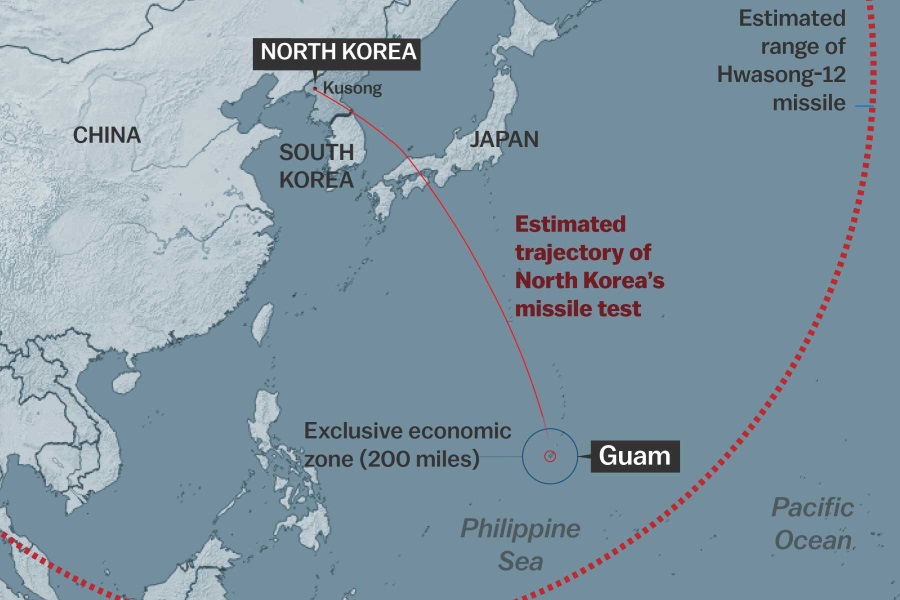 Estimated
range of
Hwasong-12
missile
NORTH KOREA
Kusong
CHINA
SOUTH
KOREA
JAPAN
Estimated
trajectory of
North Korea’s
missile test
Exclusive economic
zone (200 miles)
Guam
Philippine
Sea
Pacific
Ocean